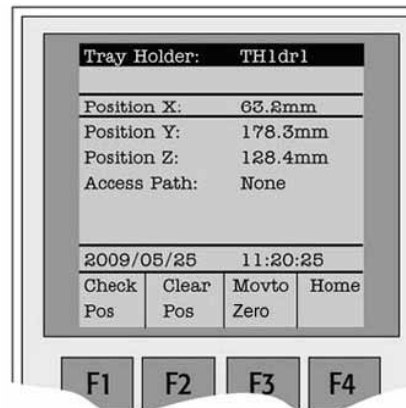 Tray Holder: TH1dr1
Position X: 63.2mm
Position Y: 178.3mm
Position Z: 128.4mm
Access Path: None
2009/05/25 11:20:25
Check Clear Movto Home
Pos Pos Zero
F1 F2 F3 F4